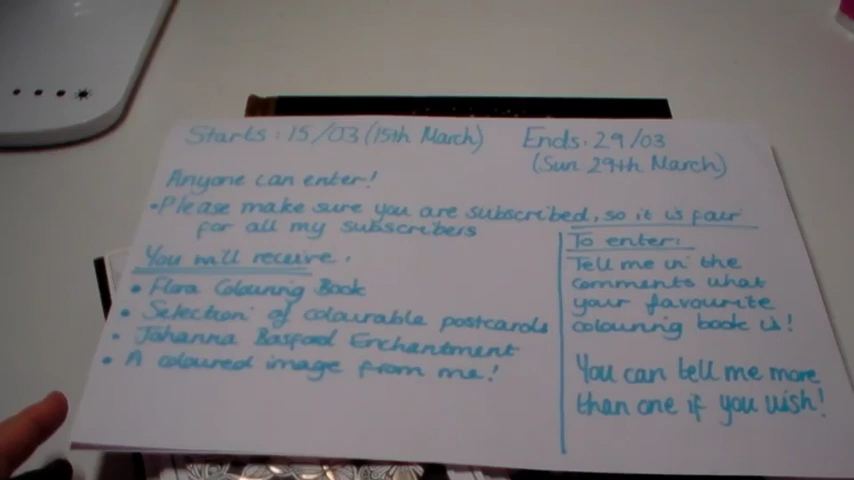 Starts: 15/03 (15th March)
Ends: 29/03
(Sun 29th March)
Anyone can enter!
• Please make sure you are subscribed, so it is fair
for all my subscribers
You will receive:
• Flora Colouring Book
• Selection of colourable postcards
• Johanna Basford Enchantment
• A coloured image from me!
To enter:
Tell me in the
comments what
your favourite
colouring book is!
You can tell me more
than one if you wish!